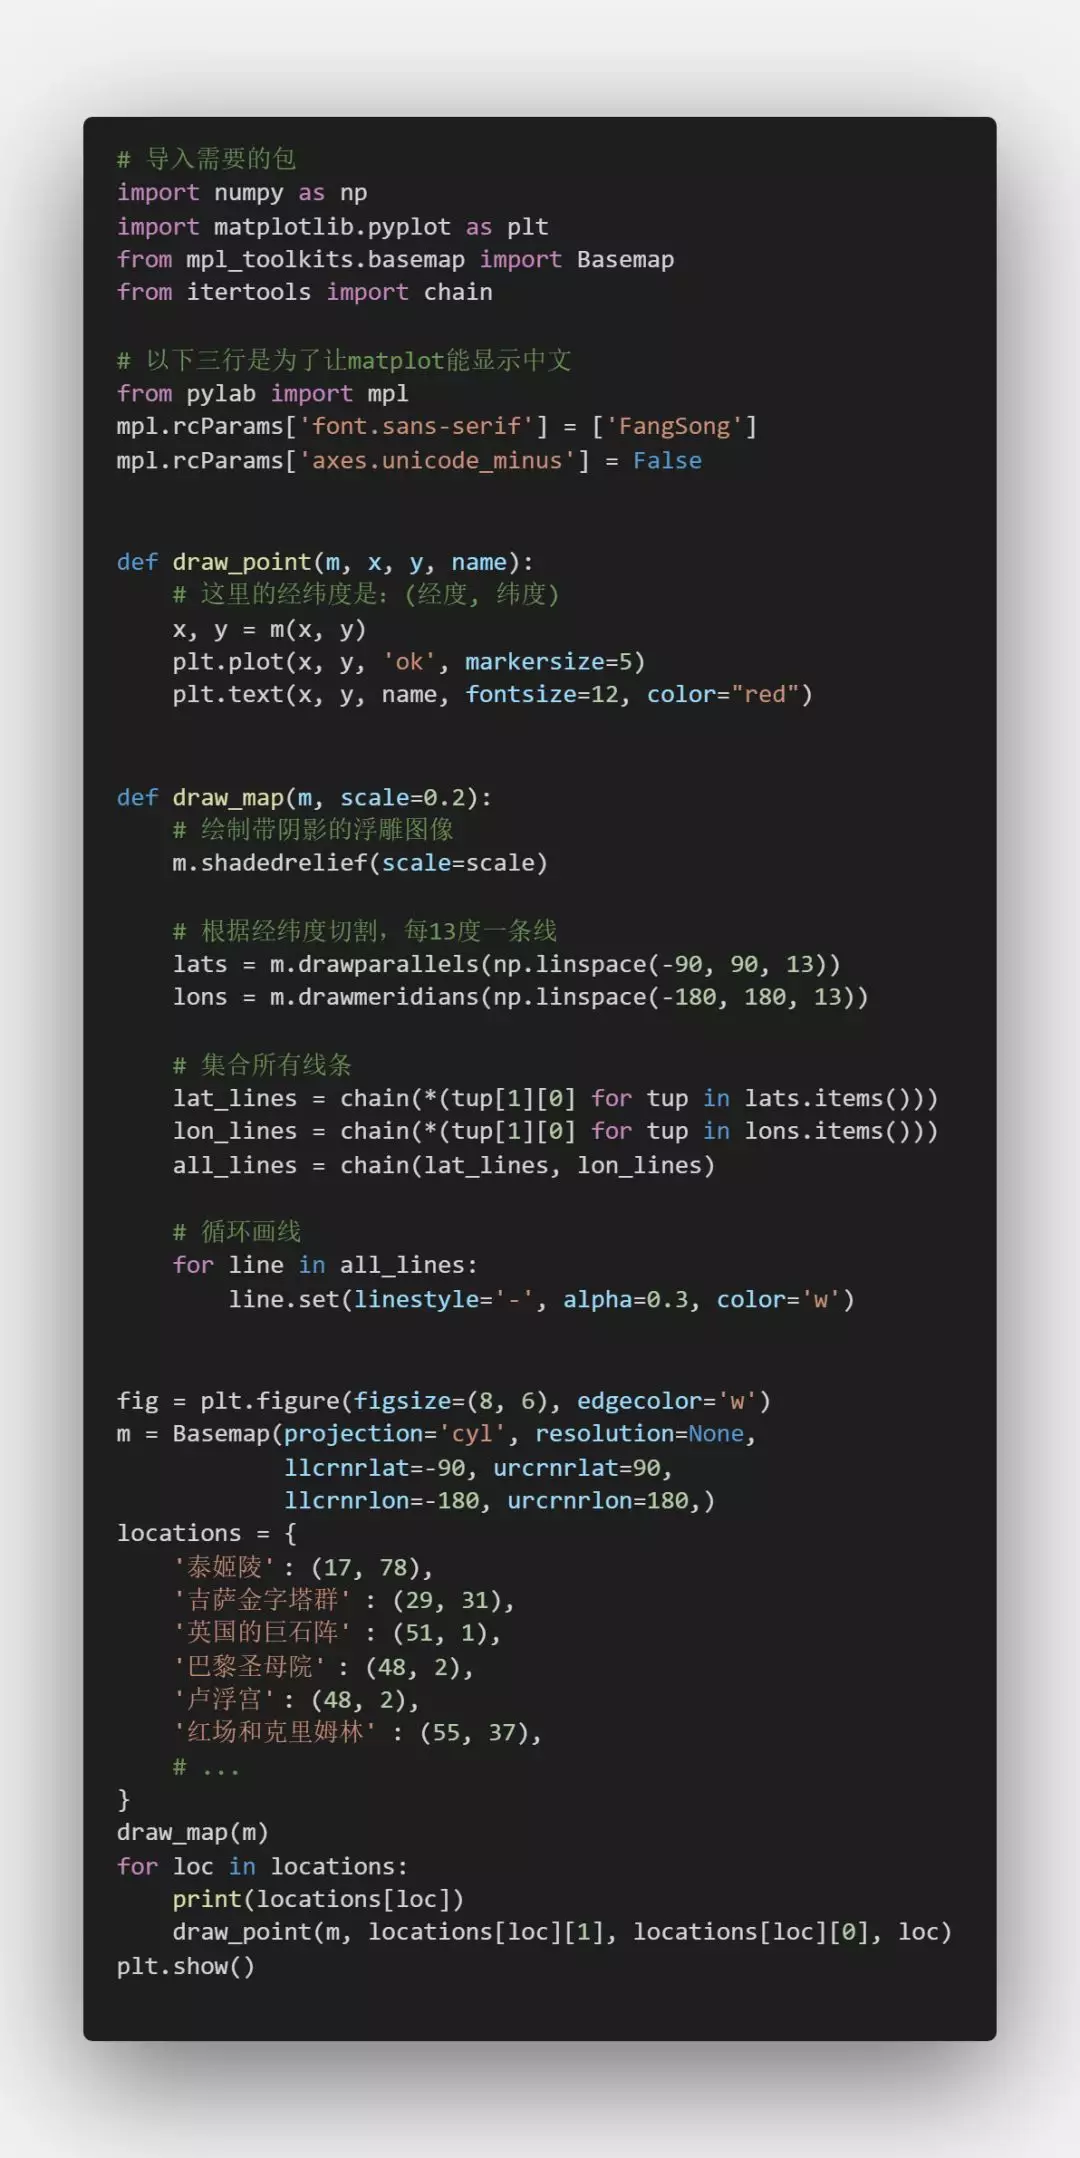 # 导入需要的包
import numpy as np
import matplotlib.pyplot as plt
from mpl_toolkits.basemap import Basemap
from itertools import chain

# 以下三行是为了让matplot能显示中文
from pylab import mpl
mpl.rcParams['font.sans-serif'] = ['FangSong']
mpl.rcParams['axes.unicode_minus'] = False


def draw_point(m, x, y, name):
    # 这里的经纬度是：(经度, 纬度)
    x, y = m(x, y)
    plt.plot(x, y, 'ok', markersize=5)
    plt.text(x, y, name, fontsize=12, color="red")


def draw_map(m, scale=0.2):
    # 绘制带阴影的浮雕图像
    m.shadedrelief(scale=scale)

    # 根据经纬度切割，每13度一条线
    lats = m.drawparallels(np.linspace(-90, 90, 13))
    lons = m.drawmeridians(np.linspace(-180, 180, 13))

    # 集合所有线条
    lat_lines = chain(*(tup[1][0] for tup in lats.items()))
    lon_lines = chain(*(tup[1][0] for tup in lons.items()))
    all_lines = chain(lat_lines, lon_lines)

    # 循环画线
    for line in all_lines:
        line.set(linestyle='-', alpha=0.3, color='w')


fig = plt.figure(figsize=(8, 6), edgecolor='w')
m = Basemap(projection='cyl', resolution=None,
            llcrnrlat=-90, urcrnrlat=90,
            llcrnrlon=-180, urcrnrlon=180,)
locations = {
    '泰姬陵': (17, 78),
    '吉萨金字塔群' : (29, 31),
    '英国的巨石阵' : (51, 1),
    '巴黎圣母院' : (48, 2),
    '卢浮宫': (48, 2),
    '红场和克里姆林' : (55, 37),
    # ...
}
draw_map(m)
for loc in locations:
    print(locations[loc])
    draw_point(m, locations[loc][1], locations[loc][0], loc)
plt.show()